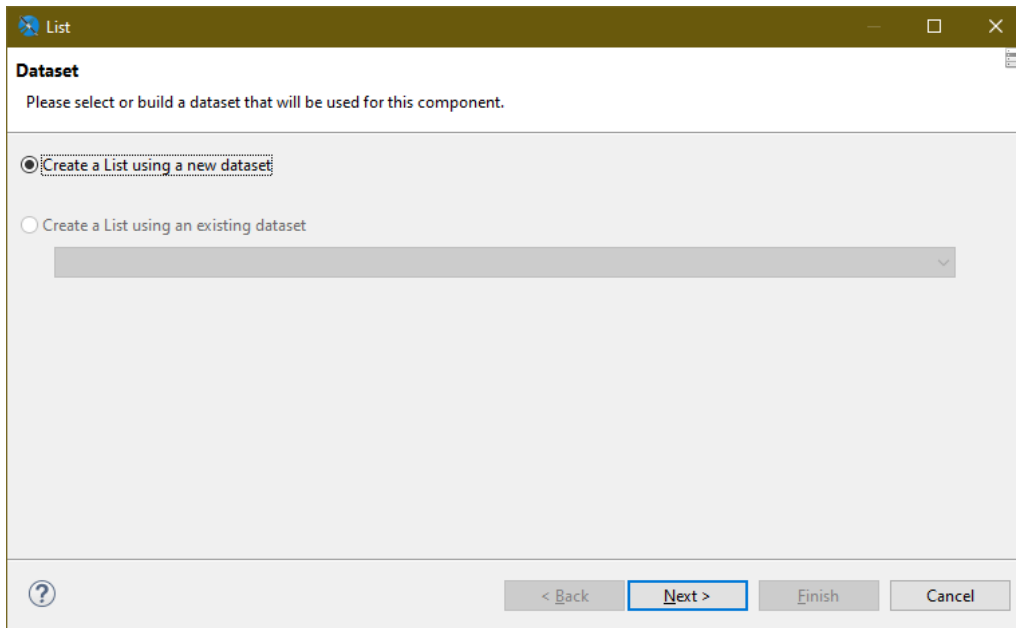 List
Dataset
Please select or build a dataset that will be used for this component.
Create a List using a new dataset
Create a List using an existing dataset
?
< Back
Next >
Finish
Cancel